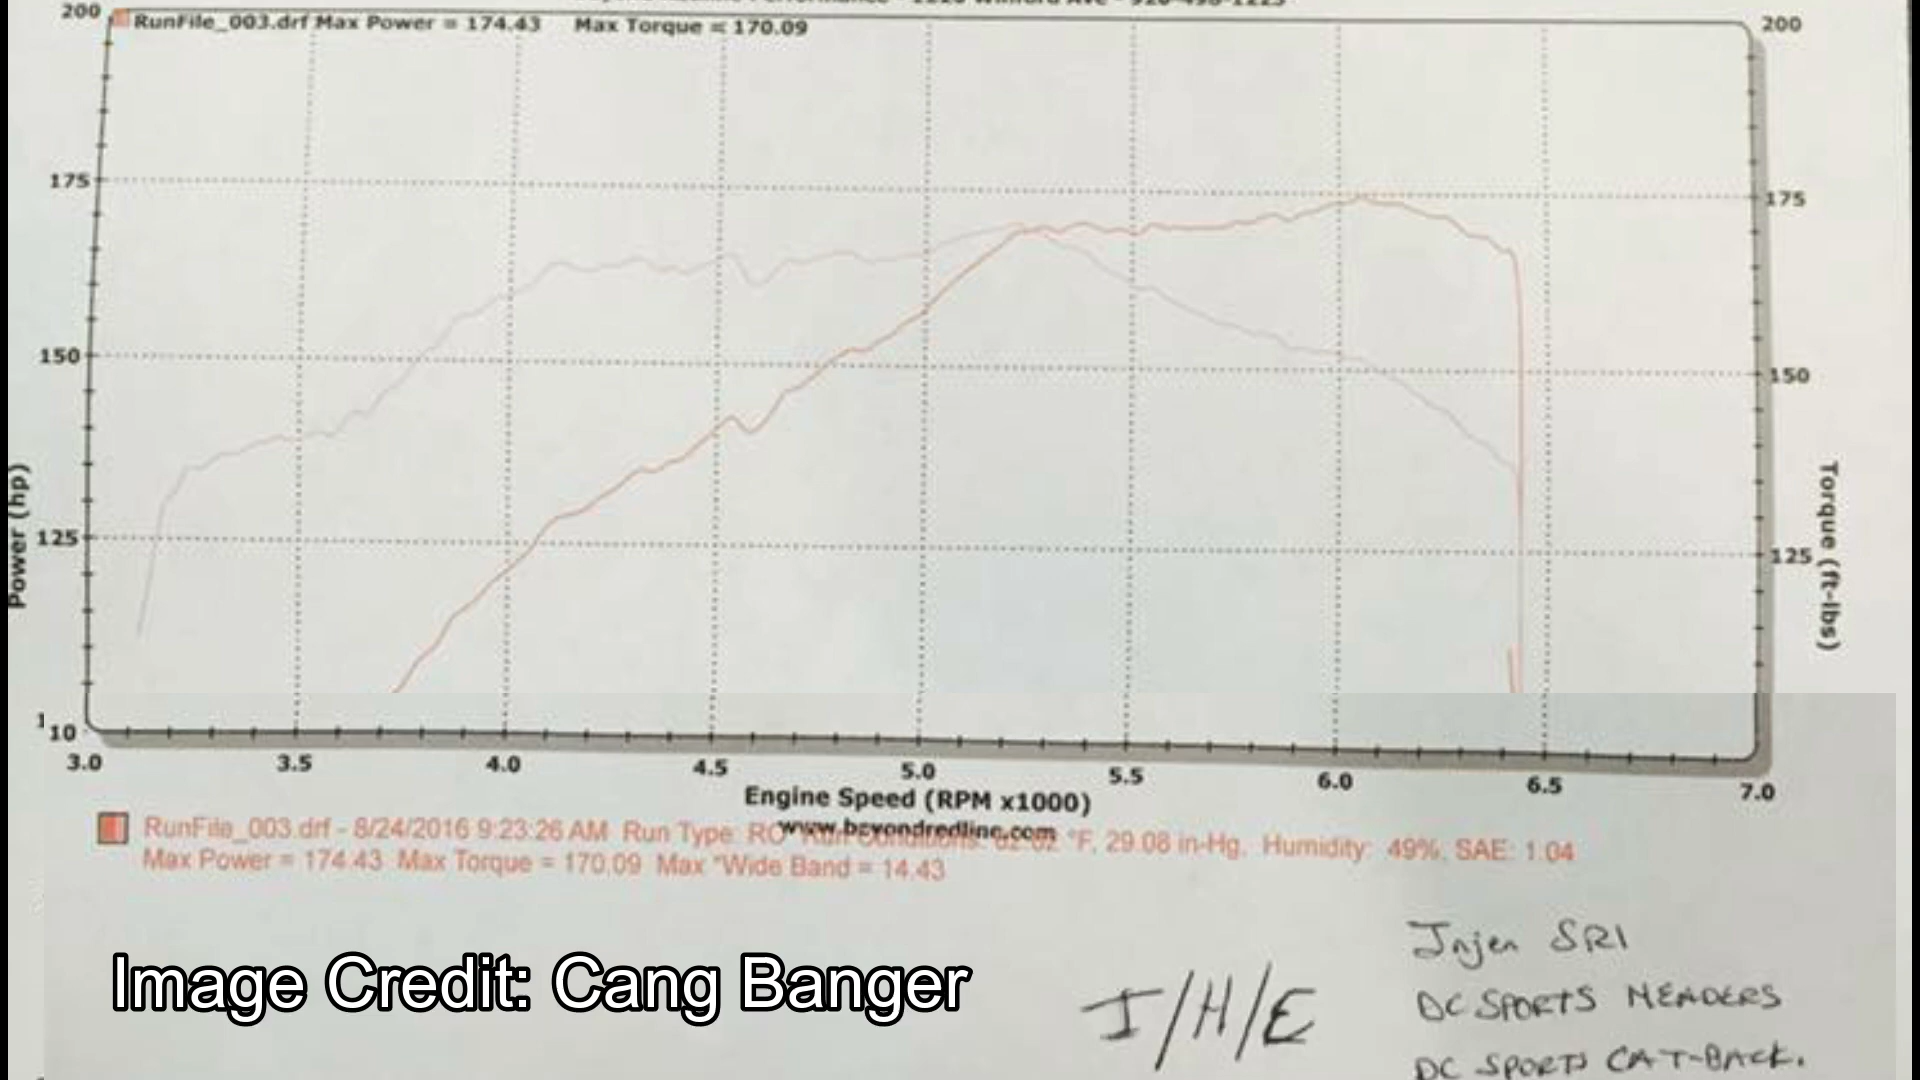 200
RunFile_003.drf Max Power = 174.43 Max Torque = 170.09
200
175
175
150
150
125
125
Power (hp)
Torque (ft-lbs)
1
10
3.0 3.5 4.0 4.5 5.0 5.5 6.0 6.5 7.0
Engine Speed (RPM x1000)
www.beyondredline.com
RunFile_003.drf - 8/24/2016 9:23:26 AM Run Type: RO Run Conditions: °F, 29.08 in-Hg, Humidity: 49%, SAE: 1.04
Max Power = 174.43 Max Torque = 170.09 Max *Wide Band = 14.43
Image Credit: Cang Banger
I/H/E
Injen SRI
DC SPORTS HEADERS
DC SPORTS CAT-BACK.